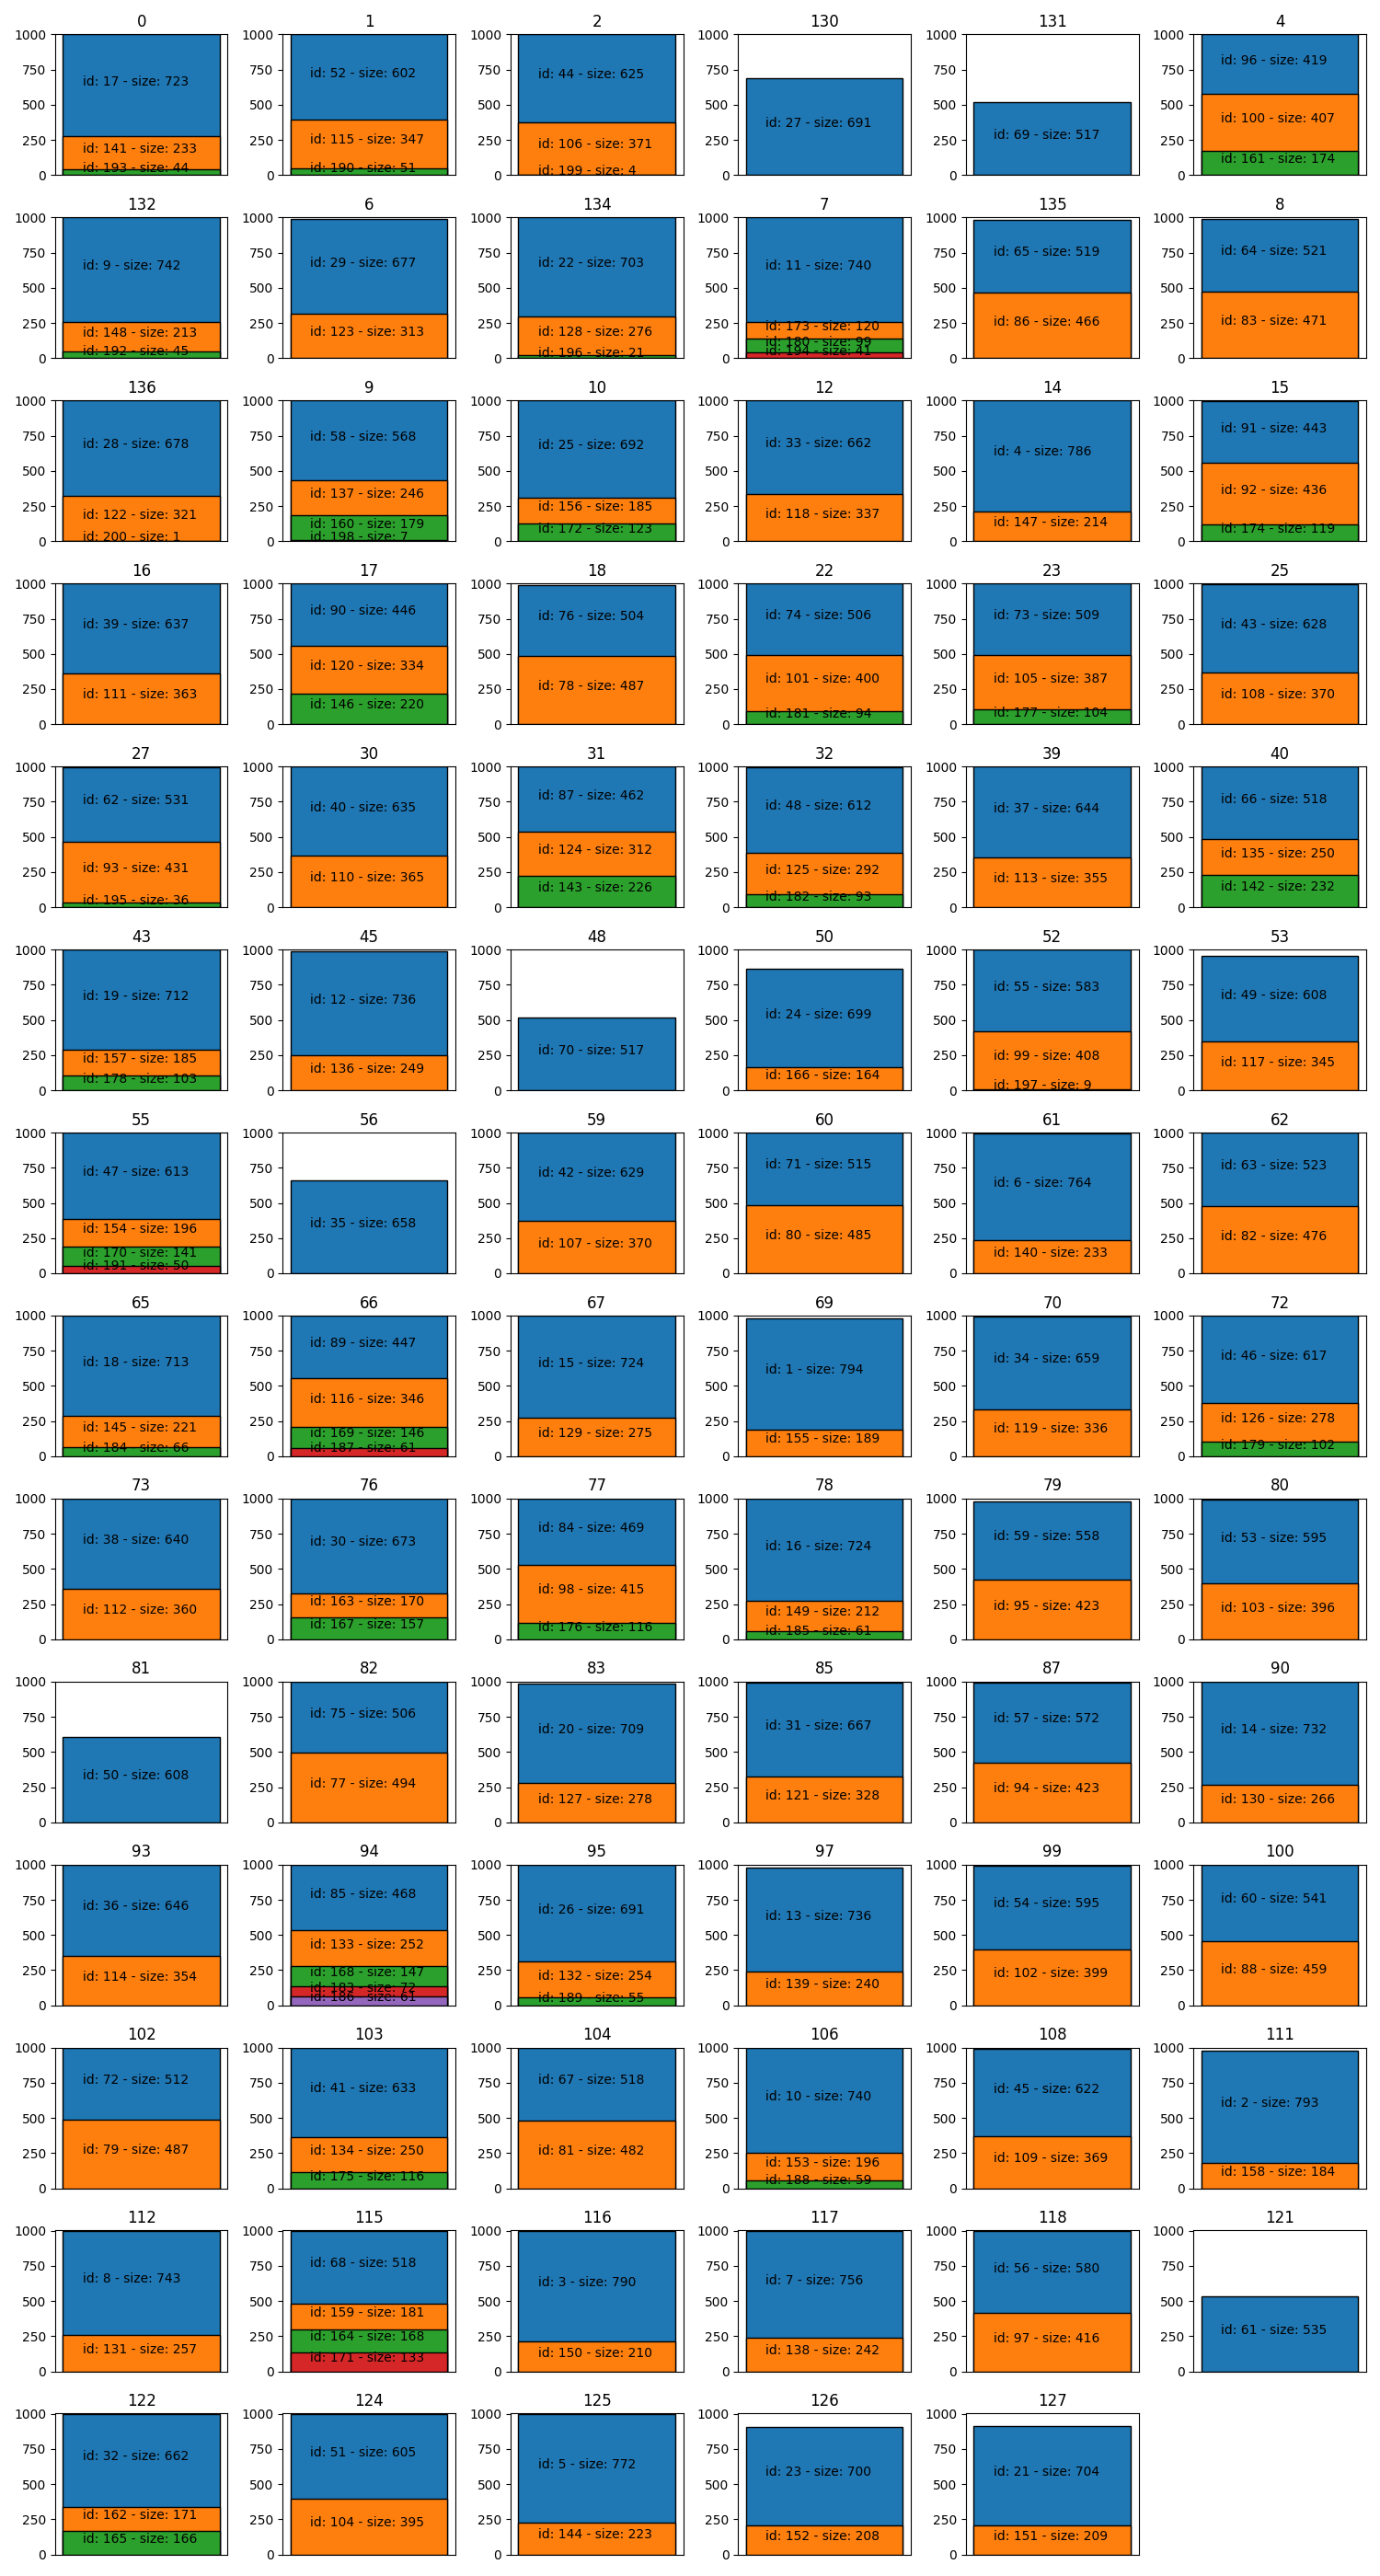 0
1000 750 500 250 0
id: 17 - size: 723
id: 141 - size: 233
id: 193 - size: 44
1
1000 750 500 250 0
id: 52 - size: 602
id: 115 - size: 347
id: 190 - size: 51
2
1000 750 500 250 0
id: 44 - size: 625
id: 106 - size: 371
id: 199 - size: 4
130
1000 750 500 250 0
id: 27 - size: 691
131
1000 750 500 250 0
id: 69 - size: 517
4
1000 750 500 250 0
id: 96 - size: 419
id: 100 - size: 407
id: 161 - size: 174
132
1000 750 500 250 0
id: 9 - size: 742
id: 148 - size: 213
id: 192 - size: 45
6
1000 750 500 250 0
id: 29 - size: 677
id: 123 - size: 313
134
1000 750 500 250 0
id: 22 - size: 703
id: 128 - size: 276
id: 196 - size: 21
7
1000 750 500 250 0
id: 11 - size: 740
id: 173 - size: 120
id: 180 - size: 99
id: 194 - size: 41
135
1000 750 500 250 0
id: 65 - size: 519
id: 86 - size: 466
8
1000 750 500 250 0
id: 64 - size: 521
id: 83 - size: 471
136
1000 750 500 250 0
id: 28 - size: 678
id: 122 - size: 321
id: 200 - size: 1
9
1000 750 500 250 0
id: 58 - size: 568
id: 137 - size: 246
id: 160 - size: 179
id: 198 - size: 7
10
1000 750 500 250 0
id: 25 - size: 692
id: 156 - size: 185
id: 172 - size: 123
12
1000 750 500 250 0
id: 33 - size: 662
id: 118 - size: 337
14
1000 750 500 250 0
id: 4 - size: 786
id: 147 - size: 214
15
1000 750 500 250 0
id: 91 - size: 443
id: 92 - size: 436
id: 174 - size: 119
16
1000 750 500 250 0
id: 39 - size: 637
id: 111 - size: 363
17
1000 750 500 250 0
id: 90 - size: 446
id: 120 - size: 334
id: 146 - size: 220
18
1000 750 500 250 0
id: 76 - size: 504
id: 78 - size: 487
22
1000 750 500 250 0
id: 74 - size: 506
id: 101 - size: 400
id: 181 - size: 94
23
1000 750 500 250 0
id: 73 - size: 509
id: 105 - size: 387
id: 177 - size: 104
25
1000 750 500 250 0
id: 43 - size: 628
id: 108 - size: 370
27
1000 750 500 250 0
id: 62 - size: 531
id: 93 - size: 431
id: 195 - size: 36
30
1000 750 500 250 0
id: 40 - size: 635
id: 110 - size: 365
31
1000 750 500 250 0
id: 87 - size: 462
id: 124 - size: 312
id: 143 - size: 226
32
1000 750 500 250 0
id: 48 - size: 612
id: 125 - size: 292
id: 182 - size: 93
39
1000 750 500 250 0
id: 37 - size: 644
id: 113 - size: 355
40
1000 750 500 250 0
id: 66 - size: 518
id: 135 - size: 250
id: 142 - size: 232
43
1000 750 500 250 0
id: 19 - size: 712
id: 157 - size: 185
id: 178 - size: 103
45
1000 750 500 250 0
id: 12 - size: 736
id: 136 - size: 249
48
1000 750 500 250 0
id: 70 - size: 517
50
1000 750 500 250 0
id: 24 - size: 699
id: 166 - size: 164
52
1000 750 500 250 0
id: 55 - size: 583
id: 99 - size: 408
id: 197 - size: 9
53
1000 750 500 250 0
id: 49 - size: 608
id: 117 - size: 345
55
1000 750 500 250 0
id: 47 - size: 613
id: 154 - size: 196
id: 170 - size: 141
id: 191 - size: 50
56
1000 750 500 250 0
id: 35 - size: 658
59
1000 750 500 250 0
id: 42 - size: 629
id: 107 - size: 370
60
1000 750 500 250 0
id: 71 - size: 515
id: 80 - size: 485
61
1000 750 500 250 0
id: 6 - size: 764
id: 140 - size: 233
62
1000 750 500 250 0
id: 63 - size: 523
id: 82 - size: 476
65
1000 750 500 250 0
id: 18 - size: 713
id: 145 - size: 221
id: 184 - size: 66
66
1000 750 500 250 0
id: 89 - size: 447
id: 116 - size: 346
id: 169 - size: 146
id: 187 - size: 61
67
1000 750 500 250 0
id: 15 - size: 724
id: 129 - size: 275
69
1000 750 500 250 0
id: 1 - size: 794
id: 155 - size: 189
70
1000 750 500 250 0
id: 34 - size: 659
id: 119 - size: 336
72
1000 750 500 250 0
id: 46 - size: 617
id: 126 - size: 278
id: 179 - size: 102
73
1000 750 500 250 0
id: 38 - size: 640
id: 112 - size: 360
76
1000 750 500 250 0
id: 30 - size: 673
id: 163 - size: 170
id: 167 - size: 157
77
1000 750 500 250 0
id: 84 - size: 469
id: 98 - size: 415
id: 176 - size: 116
78
1000 750 500 250 0
id: 16 - size: 724
id: 149 - size: 212
id: 185 - size: 61
79
1000 750 500 250 0
id: 59 - size: 558
id: 95 - size: 423
80
1000 750 500 250 0
id: 53 - size: 595
id: 103 - size: 396
81
1000 750 500 250 0
id: 50 - size: 608
82
1000 750 500 250 0
id: 75 - size: 506
id: 77 - size: 494
83
1000 750 500 250 0
id: 20 - size: 709
id: 127 - size: 278
85
1000 750 500 250 0
id: 31 - size: 667
id: 121 - size: 328
87
1000 750 500 250 0
id: 57 - size: 572
id: 94 - size: 423
90
1000 750 500 250 0
id: 14 - size: 732
id: 130 - size: 266
93
1000 750 500 250 0
id: 36 - size: 646
id: 114 - size: 354
94
1000 750 500 250 0
id: 85 - size: 468
id: 133 - size: 252
id: 168 - size: 147
id: 183 - size: 72
id: 186 - size: 61
95
1000 750 500 250 0
id: 26 - size: 691
id: 132 - size: 254
id: 189 - size: 55
97
1000 750 500 250 0
id: 13 - size: 736
id: 139 - size: 240
99
1000 750 500 250 0
id: 54 - size: 595
id: 102 - size: 399
100
1000 750 500 250 0
id: 60 - size: 541
id: 88 - size: 459
102
1000 750 500 250 0
id: 72 - size: 512
id: 79 - size: 487
103
1000 750 500 250 0
id: 41 - size: 633
id: 134 - size: 250
id: 175 - size: 116
104
1000 750 500 250 0
id: 67 - size: 518
id: 81 - size: 482
106
1000 750 500 250 0
id: 10 - size: 740
id: 153 - size: 196
id: 188 - size: 59
108
1000 750 500 250 0
id: 45 - size: 622
id: 109 - size: 369
111
1000 750 500 250 0
id: 2 - size: 793
id: 158 - size: 184
112
1000 750 500 250 0
id: 8 - size: 743
id: 131 - size: 257
115
1000 750 500 250 0
id: 68 - size: 518
id: 159 - size: 181
id: 164 - size: 168
id: 171 - size: 133
116
1000 750 500 250 0
id: 3 - size: 790
id: 150 - size: 210
117
1000 750 500 250 0
id: 7 - size: 756
id: 138 - size: 242
118
1000 750 500 250 0
id: 56 - size: 580
id: 97 - size: 416
121
1000 750 500 250 0
id: 61 - size: 535
122
1000 750 500 250 0
id: 32 - size: 662
id: 162 - size: 171
id: 165 - size: 166
124
1000 750 500 250 0
id: 51 - size: 605
id: 104 - size: 395
125
1000 750 500 250 0
id: 5 - size: 772
id: 144 - size: 223
126
1000 750 500 250 0
id: 23 - size: 700
id: 152 - size: 208
127
1000 750 500 250 0
id: 21 - size: 704
id: 151 - size: 209